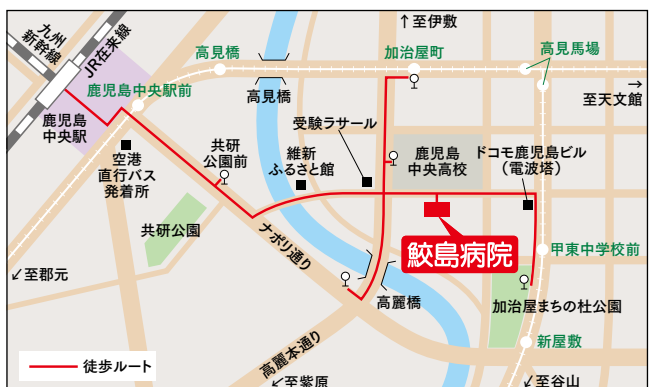 九州
新幹線
JR在来線
↑至伊敷
高見橋
加治屋町
高見馬場
鹿児島中央駅前
高見橋
→
至天文館
鹿児島
中央駅
受験ラサール
共研
公園前
維新
ふるさと館
鹿児島
中央高校
ドコモ鹿児島ビル
（電波塔）
空港
直行バス
発着所
共研公園
ナポリ通り
鮫島病院
甲東中学校前
↙至郡元
高麗橋
加治屋まちの杜公園
高麗本通り
新屋敷
徒歩ルート
↙至紫原
↙至谷山